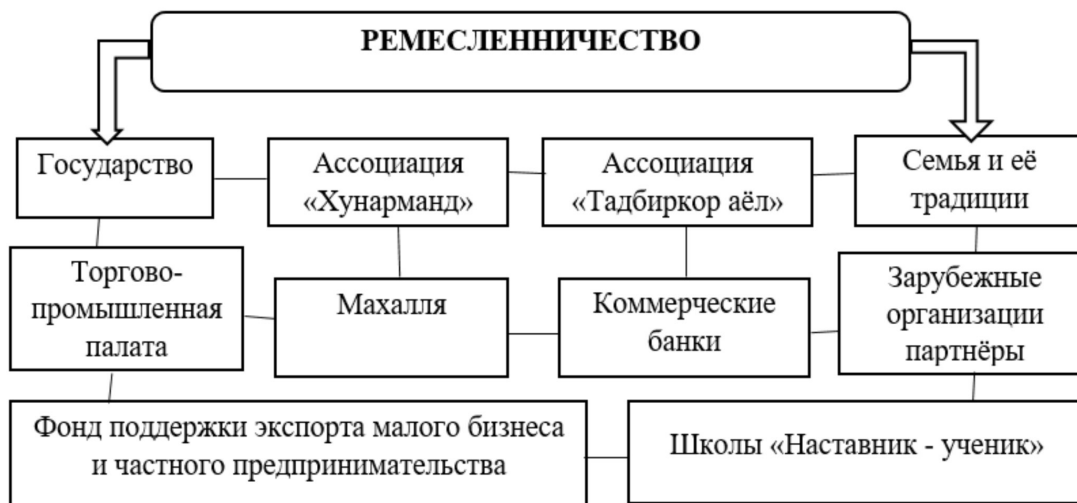 РЕМЕСЛЕННИЧЕСТВО
Государство
Ассоциация
«Хунарманд»
Ассоциация
«Тадбиркор аёл»
Семья и её
традиции
Торгово-
промышленная
палата
Махалля
Коммерческие
банки
Зарубежные
организации
партнёры
Фонд поддержки экспорта малого бизнеса
и частного предпринимательства
Школы «Наставник - ученик»